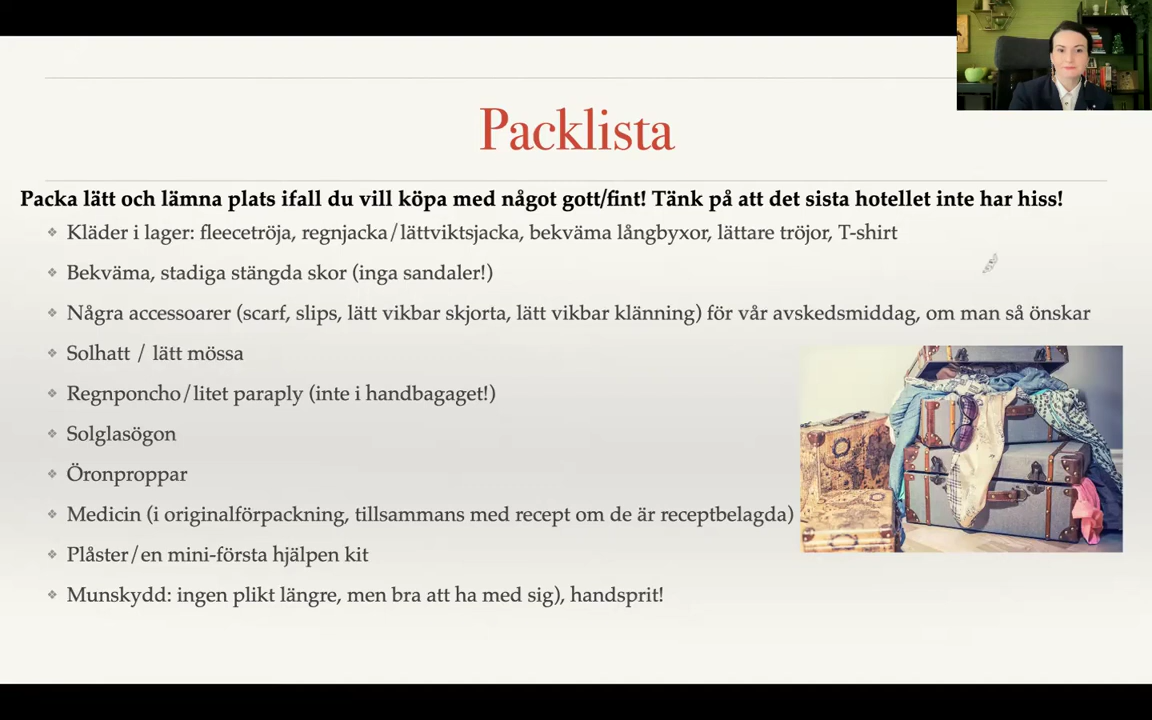 Packlista
Packa lätt och lämna plats ifall du vill köpa med något gott/fint! Tänk på att det sista hotellet inte har hiss!
Kläder i lager: fleecetröja, regnjacka/lättviktsjacka, bekväma långbyxor, lättare tröjor, T-shirt
Bekväma, stadiga stängda skor (inga sandaler!)
Några accessoarer (scarf, slips, lätt vikbar skjorta, lätt vikbar klänning) för vår avskedsmiddag, om man så önskar
Solhatt / lätt mössa
Regnponcho/litet paraply (inte i handbagaget!)
Solglasögon
Öronproppar
Medicin (i originalförpackning, tillsammans med recept om de är receptbelagda)
Plåster/en mini-första hjälpen kit
Munskydd: ingen plikt längre, men bra att ha med sig), handsprit!